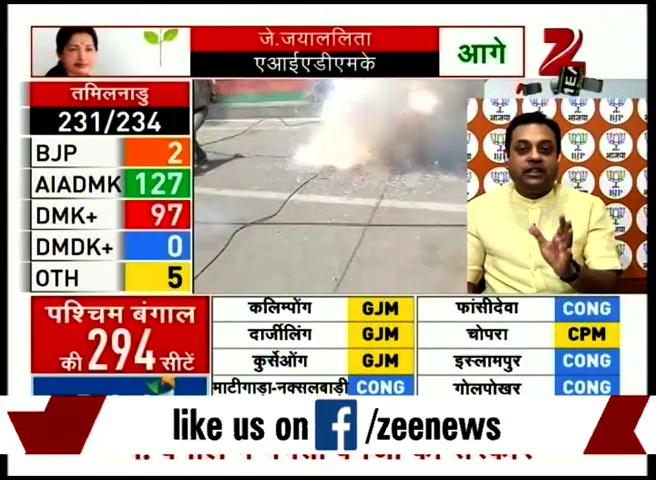 जे.जयाललिता
एआईएडीएमके
आगे
तमिलनाडु
231/234
BJP 2
AIADMK 127
DMK+ 97
DMDK+ 0
OTH 5
भाजपा
BJP
पश्चिम बंगाल
की 294 सीटें
कलिम्पोंग GJM
दार्जीलिंग GJM
कुर्सेओंग GJM
माटीगाड़ा-नक्सलबाड़ी CONG
फांसीदेवा CONG
चोपरा CPM
इस्लामपुर CONG
गोलपोखर CONG
like us on f/zeenews